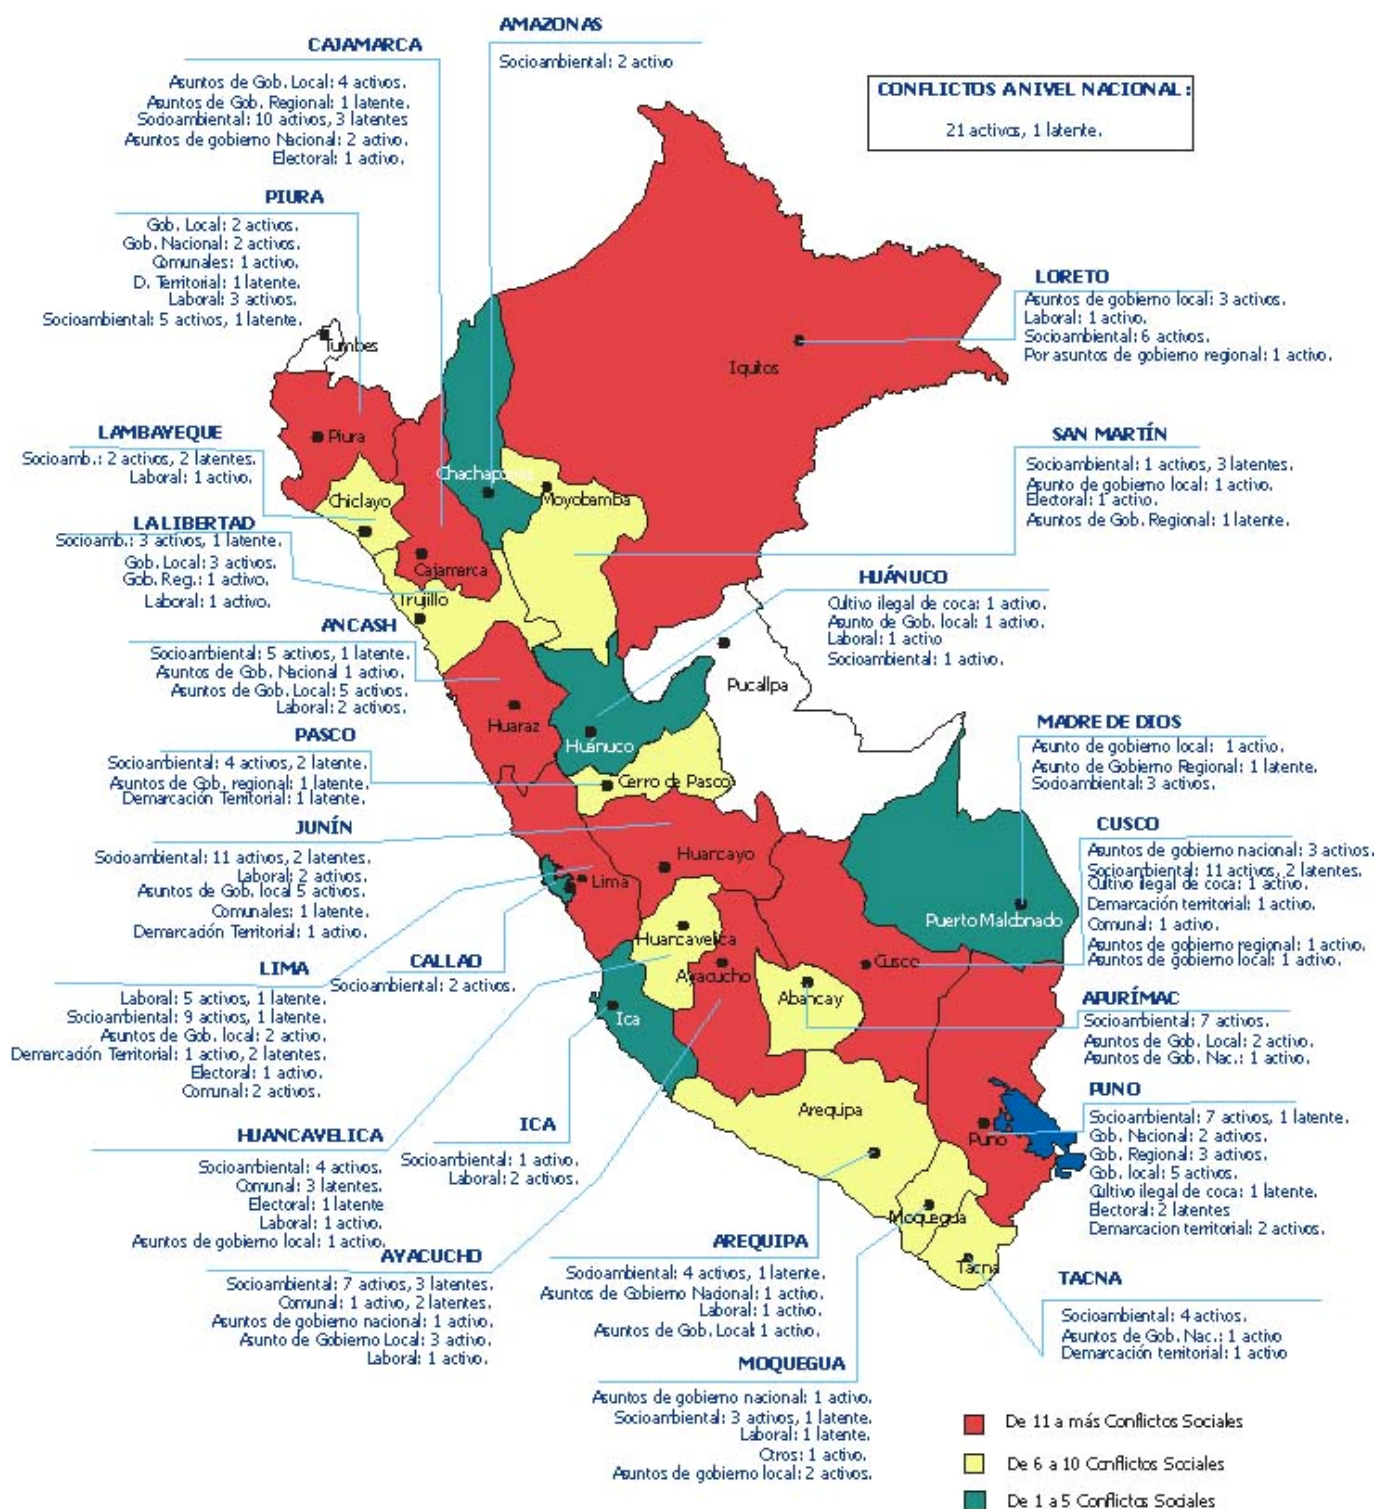 AMAZONAS
Socioambiental: 2 activo
CAJAMARCA
Asuntos de Gob. Local: 4 activos.
Asuntos de Gob. Regional: 1 latente.
Socioambiental: 10 activos, 3 latentes
Asuntos de gobierno Nacional: 2 activo.
Electoral: 1 activo.
CONFLICTOS A NIVEL NACIONAL:
21 activos, 1 latente.
PIURA
Gob. Local: 2 activos.
Gob. Nacional: 2 activos.
Comunales: 1 activo.
D. Territorial: 1 latente.
Laboral: 3 activos.
Socioambiental: 5 activos, 1 latente.
LORETO
Asuntos de gobierno local: 3 activos.
Laboral: 1 activo.
Socioambiental: 6 activos.
Por asuntos de gobierno regional: 1 activo.
Tumbes
Iquitos
Piura
LAMBAYEQUE
Socioamb.: 2 activos, 2 latentes.
Laboral: 1 activo.
SAN MARTÍN
Socioambiental: 1 activos, 3 latentes.
Asunto de gobierno local: 1 activo.
Electoral: 1 activo.
Asuntos de Gob. Regional: 1 latente.
Chachapoyas
Moyobamba
Chiclayo
LA LIBERTAD
Socioamb.: 3 activos, 1 latente.
Gob. Local: 3 activos.
Gob. Reg.: 1 activo.
Laboral: 1 activo.
Cajamarca
Trujillo
HUÁNUCO
Cultivo ilegal de coca: 1 activo.
Asunto de Gob. local: 1 activo.
Laboral: 1 activo
Socioambiental: 1 activo.
ANCASH
Socioambiental: 5 activos, 1 latente.
Asuntos de Gob. Nacional 1 activo.
Asuntos de Gob. Local: 5 activos.
Laboral: 2 activos.
Pucallpa
Huaraz
Huánuco
PASCO
Socioambiental: 4 activos, 2 latente.
Asuntos de Gob. regional: 1 latente.
Demarcación Territorial: 1 latente.
Cerro de Pasco
MADRE DE DIOS
Asunto de gobierno local: 1 activo.
Asunto de Gobierno Regional: 1 latente.
Socioambiental: 3 activos.
JUNÍN
Socioambiental: 11 activos, 2 latentes.
Laboral: 2 activos.
Asuntos de Gob. local 5 activos.
Comunales: 1 latente.
Demarcación Territorial: 1 activo.
Huancayo
Lima
CUSCO
Asuntos de gobierno nacional: 3 activos.
Socioambiental: 11 activos, 2 latentes.
Cultivo ilegal de coca: 1 activo.
Demarcación territorial: 1 activo.
Comunal: 1 activo.
Asuntos de gobierno regional: 1 activo.
Asuntos de gobierno local: 1 activo.
Puerto Maldonado
Huancavelica
Ayacucho
Cusco
Abancay
Ica
LIMA
Laboral: 5 activos, 1 latente.
Socioambiental: 9 activos, 1 latente.
Asuntos de Gob. local: 2 activo.
Demarcación Territorial: 1 activo, 2 latentes.
Electoral: 1 activo.
Comunal: 2 activos.
CALLAO
Socioambiental: 2 activos.
APURÍMAC
Socioambiental: 7 activos.
Asuntos de Gob. Local: 2 activo.
Asuntos de Gob. Nac.: 1 activo.
Arequipa
Puno
PUNO
Socioambiental: 7 activos, 1 latente.
Gob. Nacional: 2 activos.
Gob. Regional: 3 activos.
Gob. local: 5 activos.
Cultivo ilegal de coca: 1 latente.
Electoral: 2 latentes
Demarcacion territorial: 2 activos.
HUANCAVELICA
Socioambiental: 4 activos.
Comunal: 3 latentes.
Electoral: 1 latente
Laboral: 1 activo.
Asuntos de gobierno local: 1 activo.
ICA
Socioambiental: 1 activo.
Laboral: 2 activos.
Moquegua
Tacna
AYACUCHO
Socioambiental: 7 activos, 3 latentes.
Comunal: 1 activo, 2 latentes.
Asuntos de gobierno nacional: 1 activo.
Asunto de Gobierno Local: 3 activo.
Laboral: 1 activo.
AREQUIPA
Socioambiental: 4 activos, 1 latente.
Asuntos de Gobierno Nacional: 1 activo.
Laboral: 1 activo.
Asuntos de Gob. Local: 1 activo.
TACNA
Socioambiental: 4 activos.
Asuntos de Gob. Nac.: 1 activo
Demarcación territorial: 1 activo
MOQUEGUA
Asuntos de gobierno nacional: 1 activo.
Socioambiental: 3 activos, 1 latente.
Laboral: 1 latente.
Otros: 1 activo.
Asuntos de gobierno local: 2 activos.
De 11 a más Conflictos Sociales
De 6 a 10 Conflictos Sociales
De 1 a 5 Conflictos Sociales